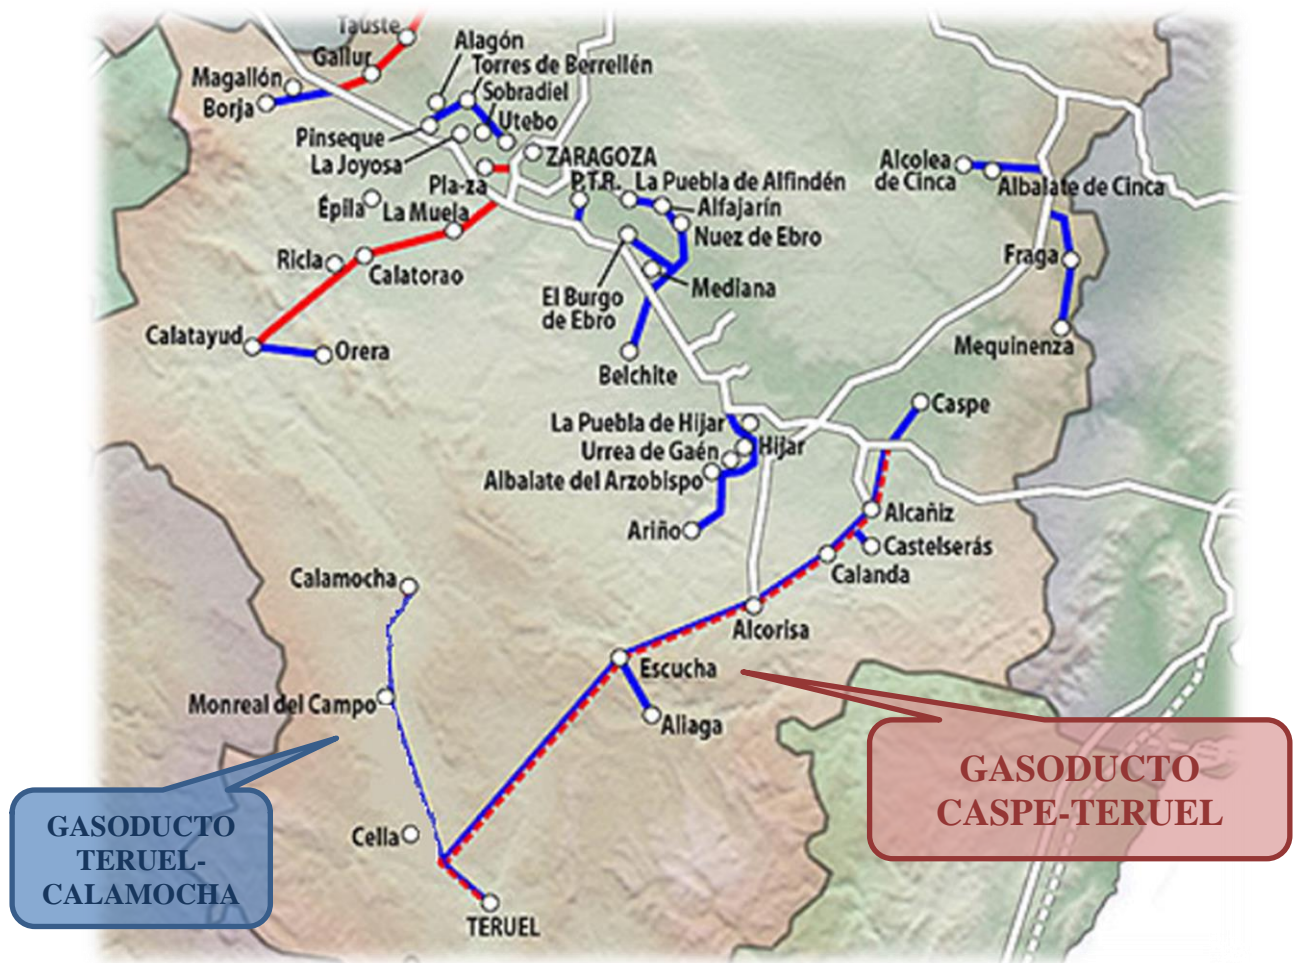 Tauste
Gallur
Magallón
Borja
Alagón
Torres de Berrellén
Sobradiel
Utebo
Pinseque
La Joyosa
ZARAGOZA
Pla-za
P.T.R.
La Puebla de Alfindén
Alfajarín
Nuez de Ebro
Épila
La Muela
Ricla
Calatorao
Mediana
El Burgo
de Ebro
Calatayud
Orera
Belchite
Alcolea
de Cinca
Albalate de Cinca
Fraga
Mequinenza
Caspe
La Puebla de Hijar
Hijar
Urrea de Gaén
Albalate del Arzobispo
Ariño
Alcañiz
Castelserás
Calanda
Alcorisa
Calamocha
Escucha
Monreal del Campo
Aliaga
Cella
TERUEL
GASODUCTO
TERUEL-
CALAMOCHA
GASODUCTO
CASPE-TERUEL